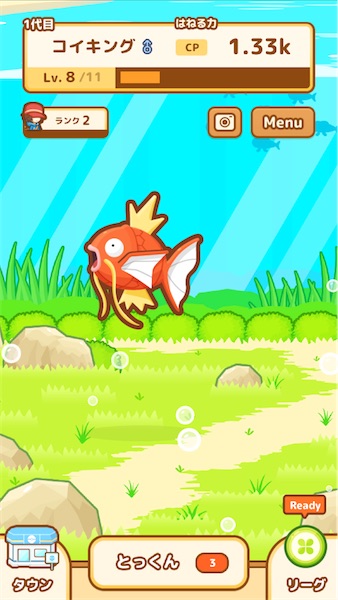 1代目
はねる力
コイキング♂ CP 1.33k
Lv. 8 /11
ランク 2
Menu
Ready
タウン
とっくん 3
リーグ